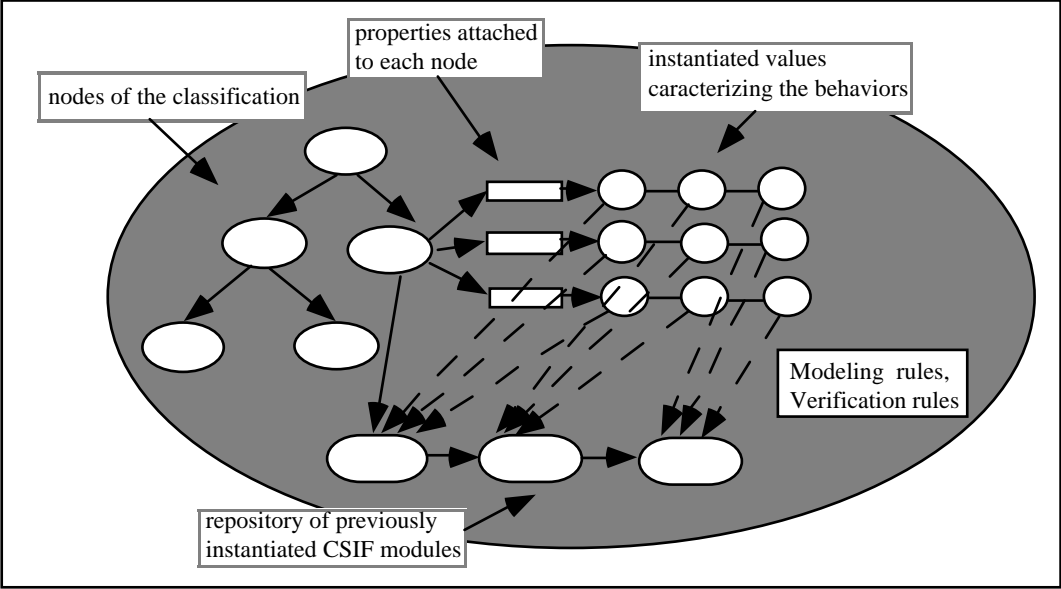 properties attached
to each node
instantiated values
caracterizing the behaviors
nodes of the classification
Modeling rules,
Verification rules
repository of previously
instantiated CSIF modules